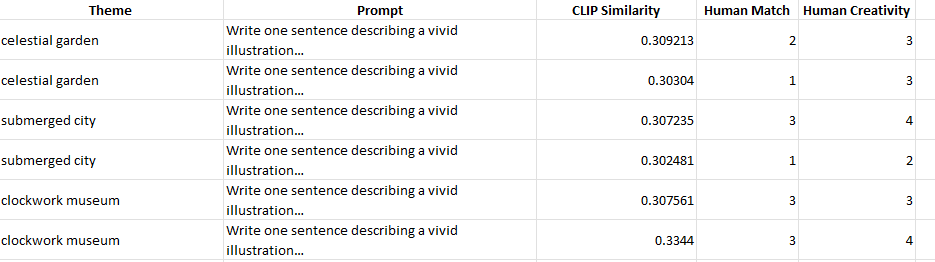 Theme Prompt CLIP Similarity Human Match Human Creativity
celestial garden Write one sentence describing a vivid illustration... 0.309213 2 3
celestial garden Write one sentence describing a vivid illustration... 0.30304 1 3
submerged city Write one sentence describing a vivid illustration... 0.307235 3 4
submerged city Write one sentence describing a vivid illustration... 0.302481 1 2
clockwork museum Write one sentence describing a vivid illustration... 0.307561 3 3
clockwork museum Write one sentence describing a vivid illustration... 0.3344 3 4